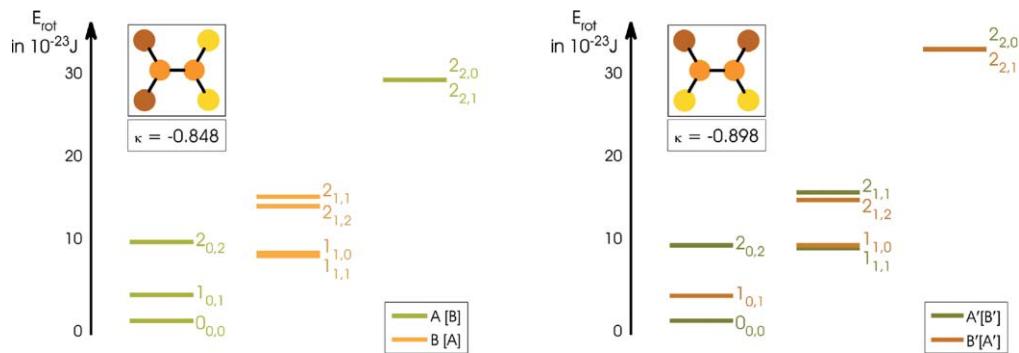 E_rot
in 10^-23 J
30
20
10
0
κ = -0.848
2_2,0
2_2,1
2_1,1
2_1,2
2_0,2
1_1,0
1_1,1
1_0,1
0_0,0
A [B]
B [A]
E_rot
in 10^-23 J
30
20
10
0
κ = -0.898
2_2,0
2_2,1
2_1,1
2_1,2
2_0,2
1_1,0
1_1,1
1_0,1
0_0,0
A′[B′]
B′[A′]